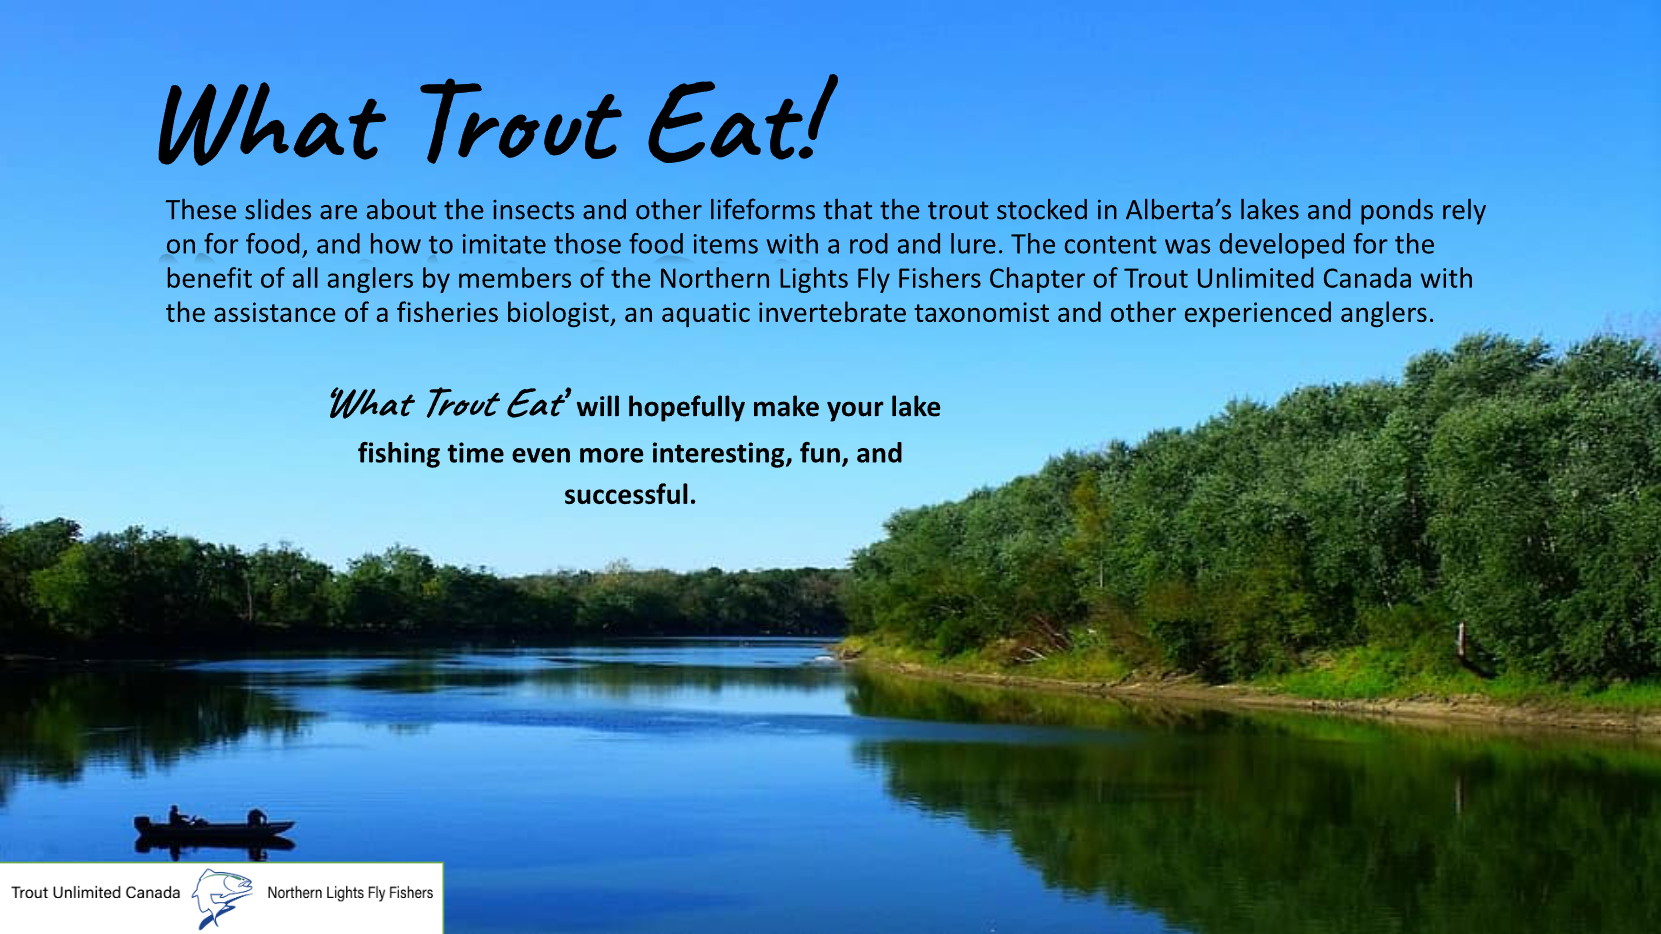 What Trout Eat!
These slides are about the insects and other lifeforms that the trout stocked in Alberta’s lakes and ponds rely
on for food, and how to imitate those food items with a rod and lure. The content was developed for the
benefit of all anglers by members of the Northern Lights Fly Fishers Chapter of Trout Unlimited Canada with
the assistance of a fisheries biologist, an aquatic invertebrate taxonomist and other experienced anglers.
‘What Trout Eat’ will hopefully make your lake
fishing time even more interesting, fun, and
successful.
Trout Unlimited Canada Northern Lights Fly Fishers